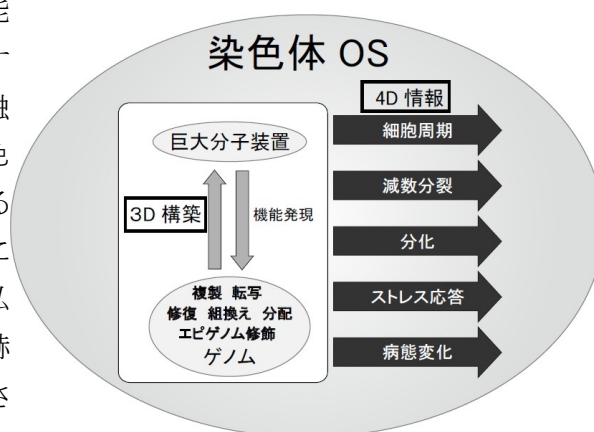 る
さ
染色体 OS
4D 情報
巨大分子装置
3D 構築
機能発現
複製 転写
修復 組換え 分配
エピゲノム修飾
ゲノム
細胞周期
減数分裂
分化
ストレス応答
病態変化